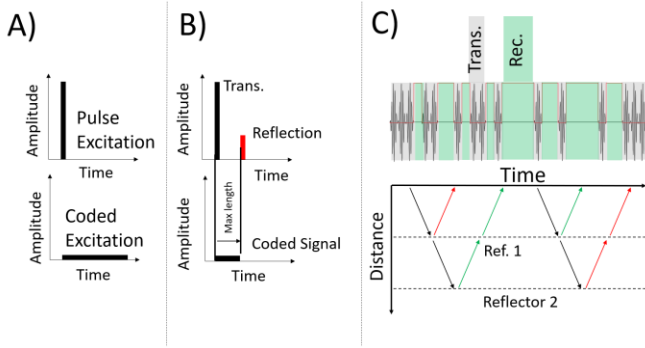 A)
Amplitude
Pulse
Excitation
Time
Amplitude
Coded
Excitation
Time
B)
Amplitude
Trans.
Reflection
Time
Amplitude
Max length
Coded Signal
Time
C)
Trans.
Rec.
Time
Distance
Ref. 1
Reflector 2